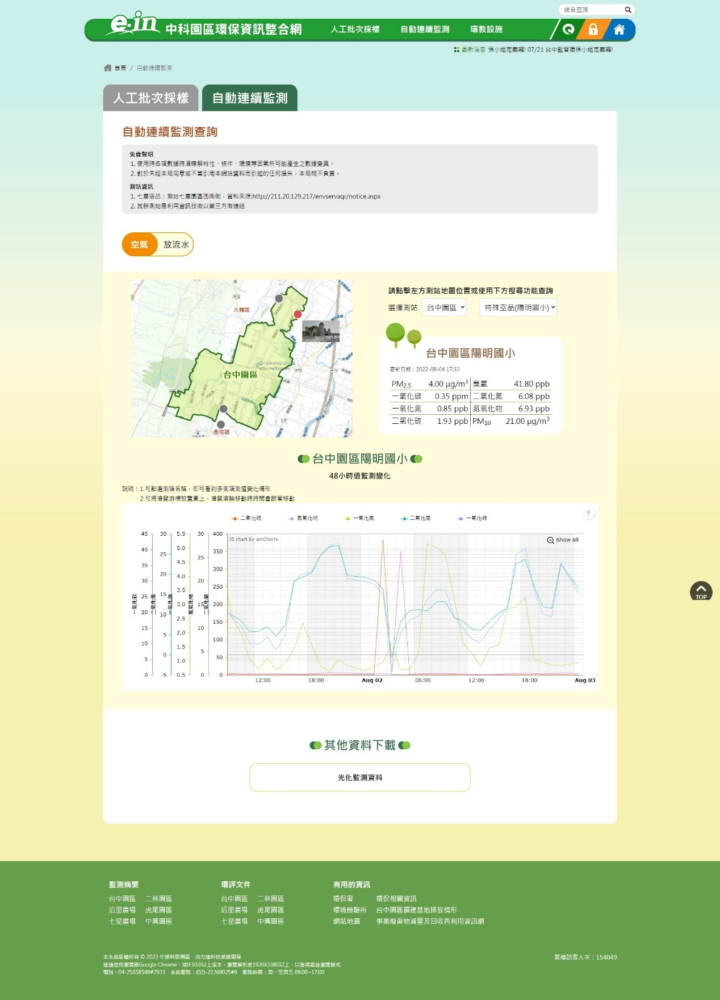 網頁查詢
e-in 中科園區環保資訊整合網
人工批次採樣 自動連續監測 環教設施
最新消息 保小組定案囉! 07/21 台中監督環保小組定案囉!
首頁 / 自動連續監測
人工批次採樣 自動連續監測
自動連續監測查詢
免責聲明
1. 使用時各項數據時須瞭解特性、條件、環境等因素所可能產生之數據變異。
2. 對於未經本局同意或不當引用本網站資料而引起的任何損失，本局概不負責。
測站資訊
1. 七星空品：測站七星園區西南側，資料來源:http://211.20.129.217/envservaqr/notice.aspx
2. 其餘測站是利用資訊技術以第三方做連結
空氣 放流水
大雅區
台中園區
西屯區
請點擊左方測站地圖位置或使用下方搜尋功能查詢
選擇測站 台中園區 特殊空品(陽明國小)
台中園區陽明國小
更新日期：2022-08-04 17:33
PM2.5 4.00 μg/m³ 臭氧 41.80 ppb
一氧化碳 0.35 ppm 二氧化氮 6.08 ppb
一氧化氮 0.85 ppb 氮氧化物 6.93 ppb
二氧化硫 1.93 ppb PM10 21.00 μg/m³
台中園區陽明國小
48小時值監測變化
說明：1.可點選測項名稱，即可看到多測項測值變化情形
2.可將滑鼠游標放置圖上，滑鼠滾輪移動時時間會跟著移動
二氧化硫 氮氧化物 一氧化氮 二氧化氮 一氧化碳
JS chart by amCharts
Show all
45 30 5.5 30 400
40 25 5.0 25 350
35 20 4.5 20 300
30 15 4.0 15 250
25 10 3.5 10 200
20 5 3.0 5 150
15 0 2.5 0 100
10 -5 2.0 50
5 1.5 0
0 1.0
0.5
一氧化碳 二氧化氮 一氧化氮 氮氧化物 二氧化硫
12:00 18:00 Aug 02 06:00 12:00 18:00 Aug 03
TOP
其他資料下載
光化監測資料
監測摘要 環評文件 有用的資訊
台中園區 二林園區 台中園區 二林園區 環保署 環保相關資訊
后里農場 虎尾園區 后里農場 虎尾園區 環境檢驗所 台中園區擴建基地排放情形
七星農場 中興園區 七星農場 中興園區 網站地圖 事業廢棄物減量及回收再利用資訊網
本系統版權所有 © 2022 中部科學園區 由方達科技維護開發
建議使用瀏覽器Google Chrome、或IE10.0以上版本，瀏覽解析度1920X1080以上，以獲得最佳瀏覽模式
電話：04-25658588#7933 系統服務：(02)-22269025#9 服務時間：周一至周五 09:00~17:00
累積訪客人次：154049